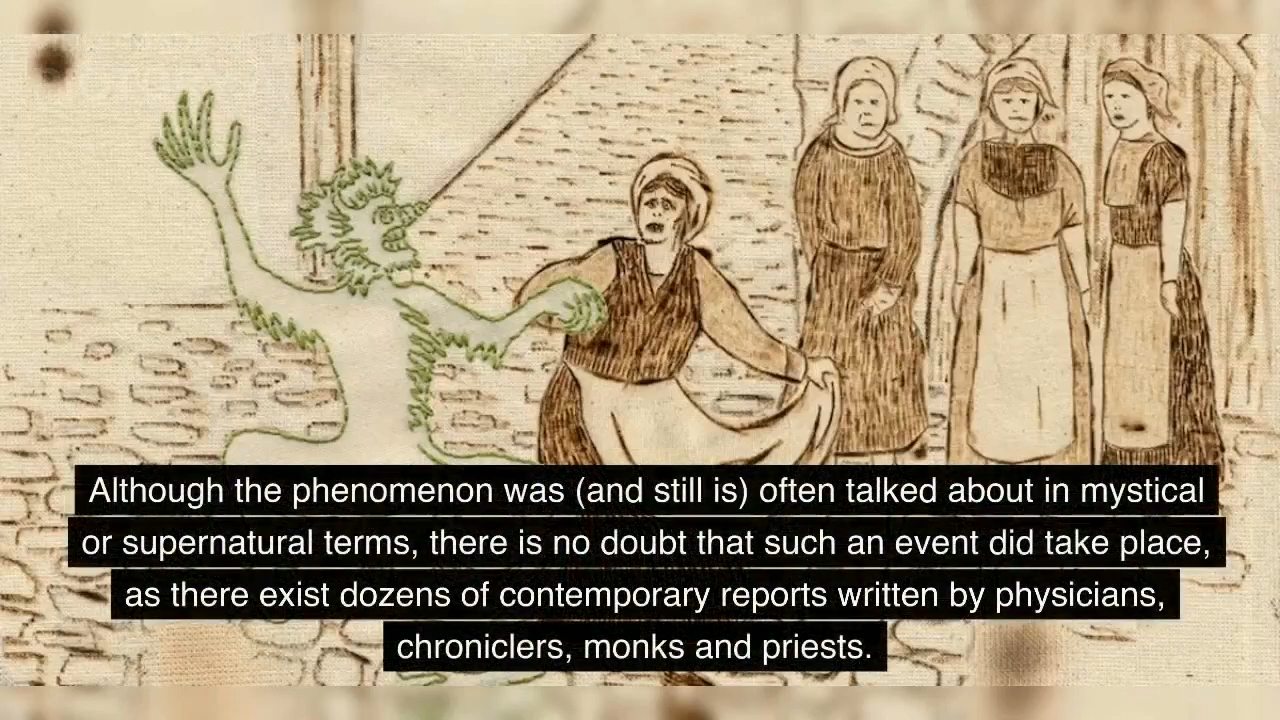 Although the phenomenon was (and still is) often talked about in mystical
or supernatural terms, there is no doubt that such an event did take place,
as there exist dozens of contemporary reports written by physicians,
chroniclers, monks and priests.